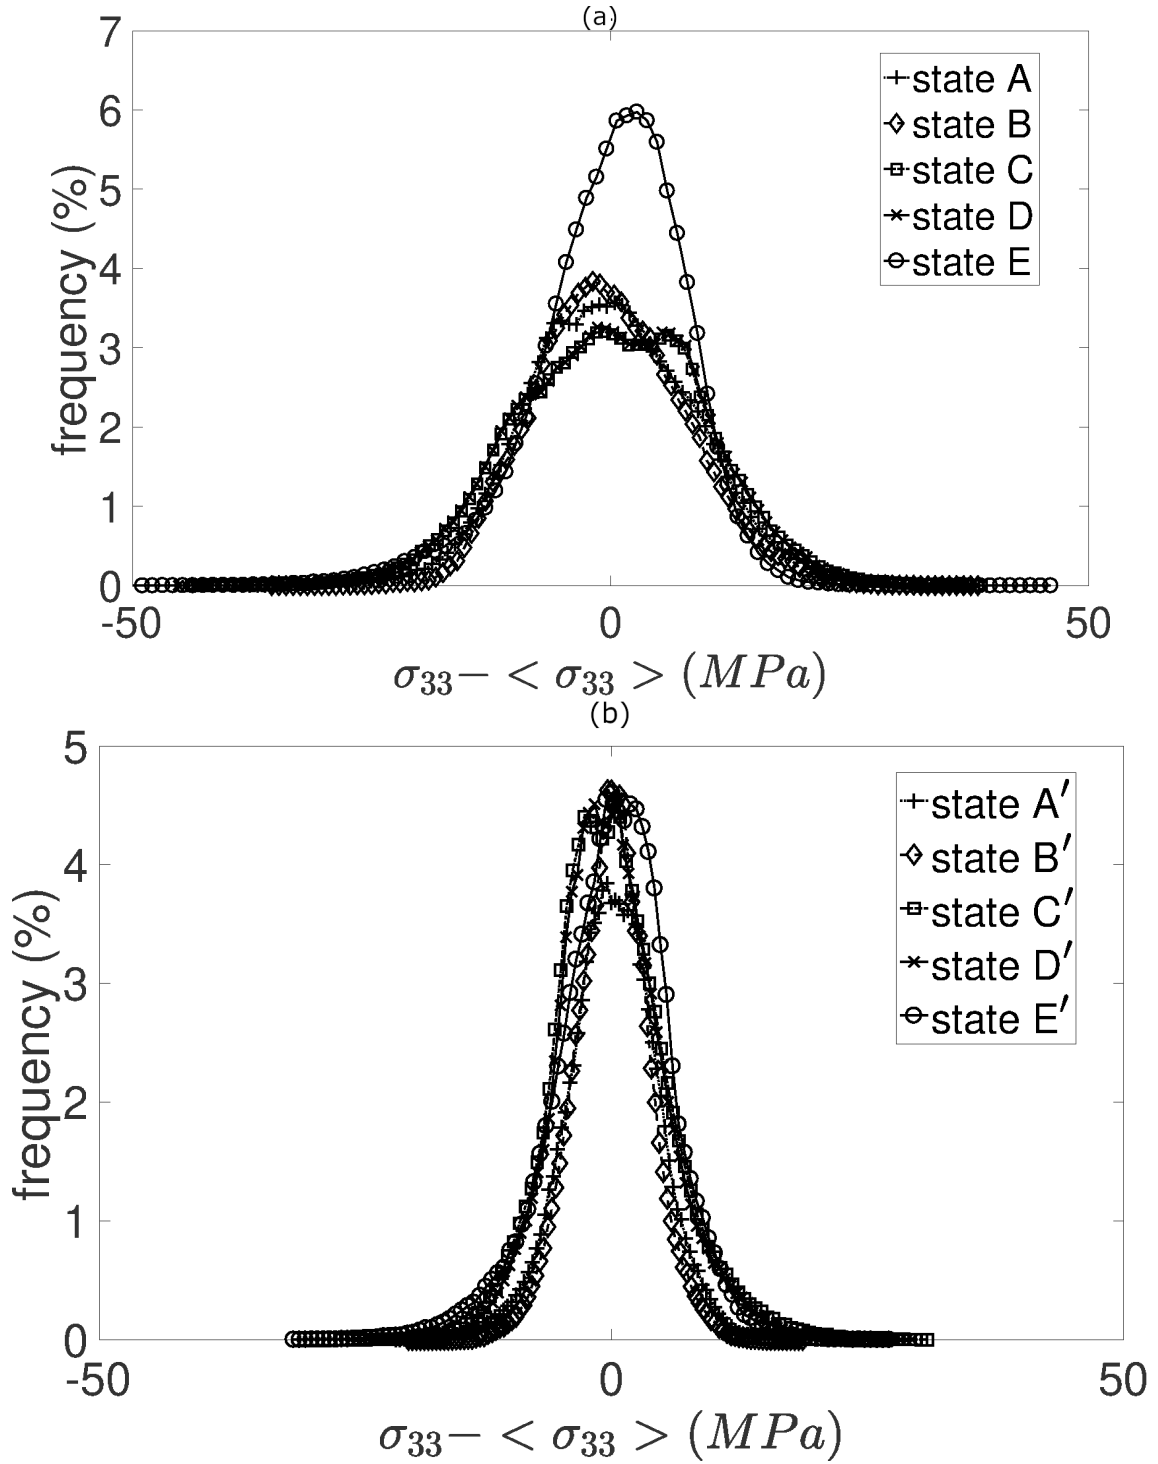 (a)
7
6
5
4
3
2
1
0
frequency (%)
state A
state B
state C
state D
state E
-50
0
50
σ33− < σ33 > (MPa)
(b)
5
4
3
2
1
0
frequency (%)
state A′
state B′
state C′
state D′
state E′
-50
0
50
σ33− < σ33 > (MPa)